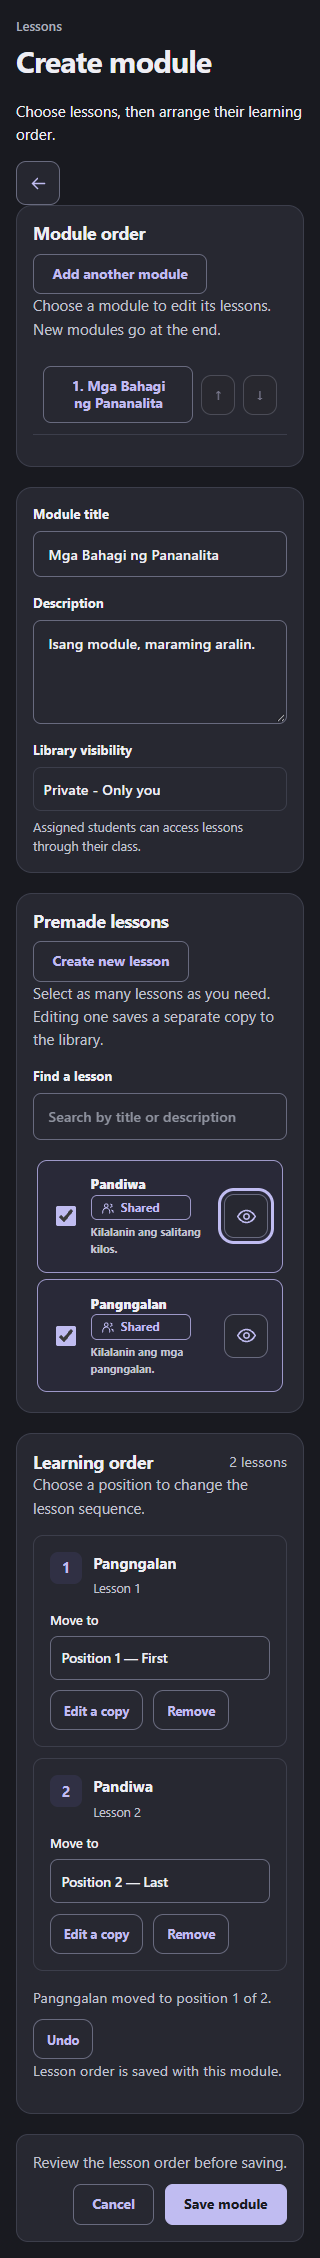 Lessons
Create module
Choose lessons, then arrange their learning
order.
←
Module order
Add another module
Choose a module to edit its lessons.
New modules go at the end.
1. Mga Bahagi
ng Pananalita
↑ ↓
Module title
Mga Bahagi ng Pananalita
Description
Isang module, maraming aralin.
Library visibility
Private - Only you
Assigned students can access lessons
through their class.
Premade lessons
Create new lesson
Select as many lessons as you need.
Editing one saves a separate copy to
the library.
Find a lesson
Search by title or description
Pandiwa
Shared
Kilalanin ang salitang
kilos.
Pangngalan
Shared
Kilalanin ang mga
pangngalan.
Learning order
2 lessons
Choose a position to change the
lesson sequence.
1
Pangngalan
Lesson 1
Move to
Position 1 — First
Edit a copy
Remove
2
Pandiwa
Lesson 2
Move to
Position 2 — Last
Edit a copy
Remove
Pangngalan moved to position 1 of 2.
Undo
Lesson order is saved with this module.
Review the lesson order before saving.
Cancel
Save module